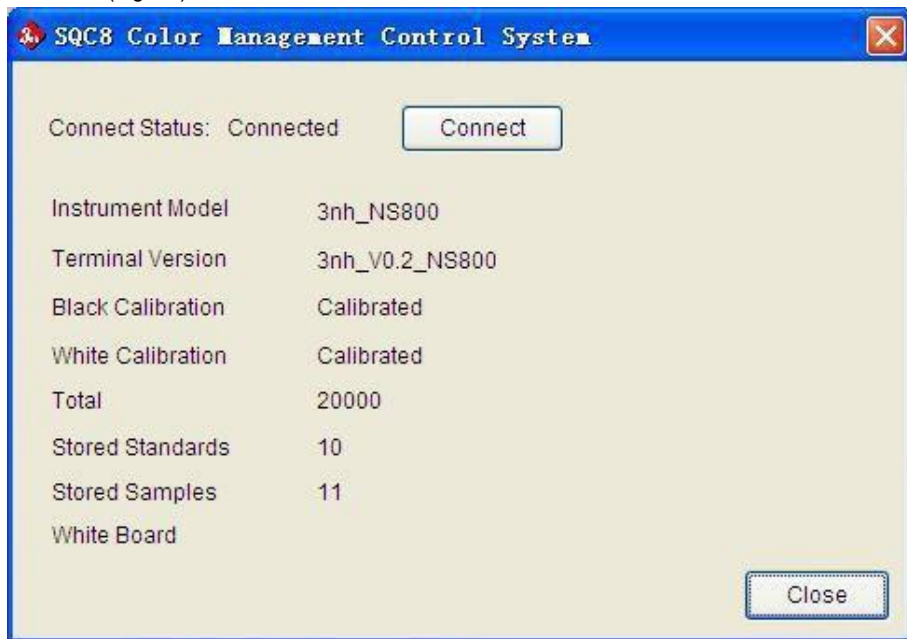 SQC8 Color Management Control System
Connect Status: Connected Connect
Instrument Model 3nh_NS800
Terminal Version 3nh_V0.2_NS800
Black Calibration Calibrated
White Calibration Calibrated
Total 20000
Stored Standards 10
Stored Samples 11
White Board
Close